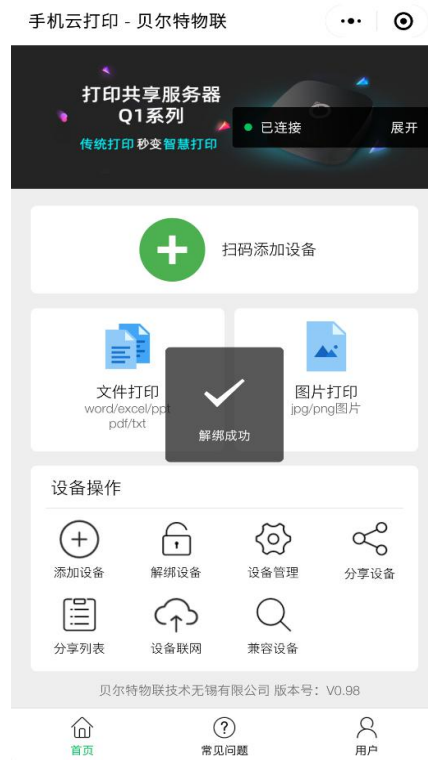 手机云打印 - 贝尔特物联
打印共享服务器
Q1系列
传统打印 秒变智慧打印
已连接 展开
扫码添加设备
文件打印
word/excel/ppt
pdf/txt
图片打印
jpg/png图片
解绑成功
设备操作
添加设备 解绑设备 设备管理 分享设备
分享列表 设备联网 兼容设备
贝尔特物联技术无锡有限公司 版本号：V0.98
首页 常见问题 用户